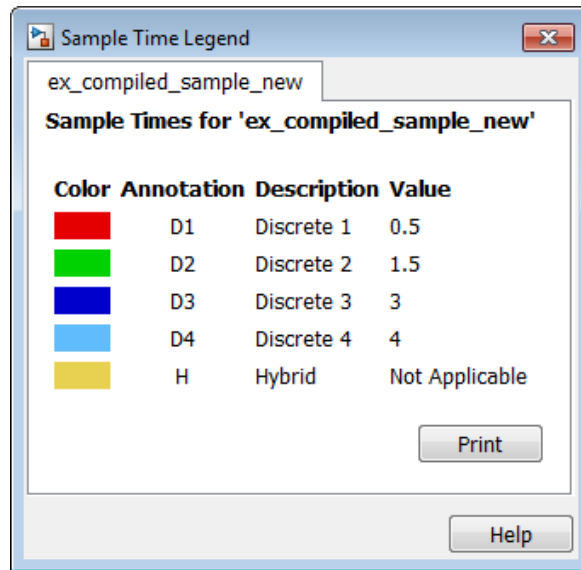 Sample Time Legend
ex_compiled_sample_new
Sample Times for 'ex_compiled_sample_new'
Color Annotation Description Value
D1 Discrete 1 0.5
D2 Discrete 2 1.5
D3 Discrete 3 3
D4 Discrete 4 4
H Hybrid Not Applicable
Print
Help